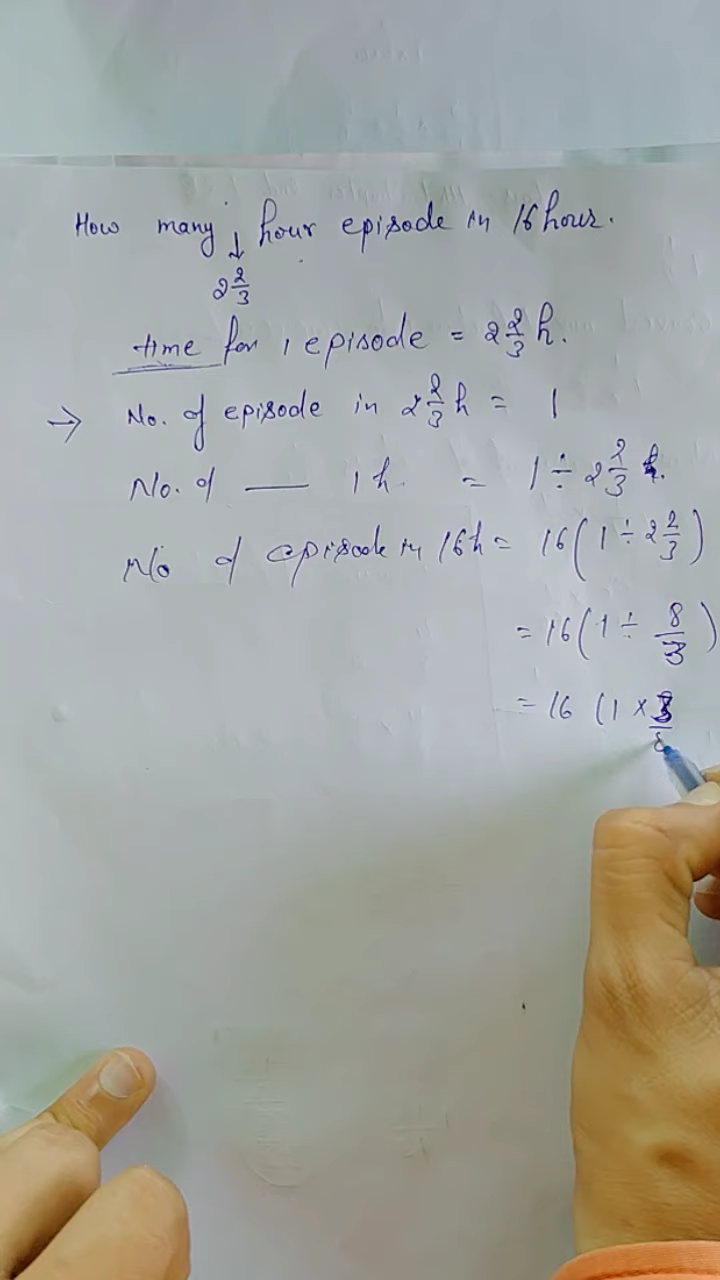 How many hour episode in 16 hour.
↓
2 2/3
time for 1 episode = 2 2/3 h.
→ No. of episode in 2 2/3 h = 1
No. of —— 1 h. = 1 ÷ 2 2/3
No of episode in 16h = 16(1 ÷ 2 2/3)
= 16(1 ÷ 8/3)
= 16 (1 × 3/8